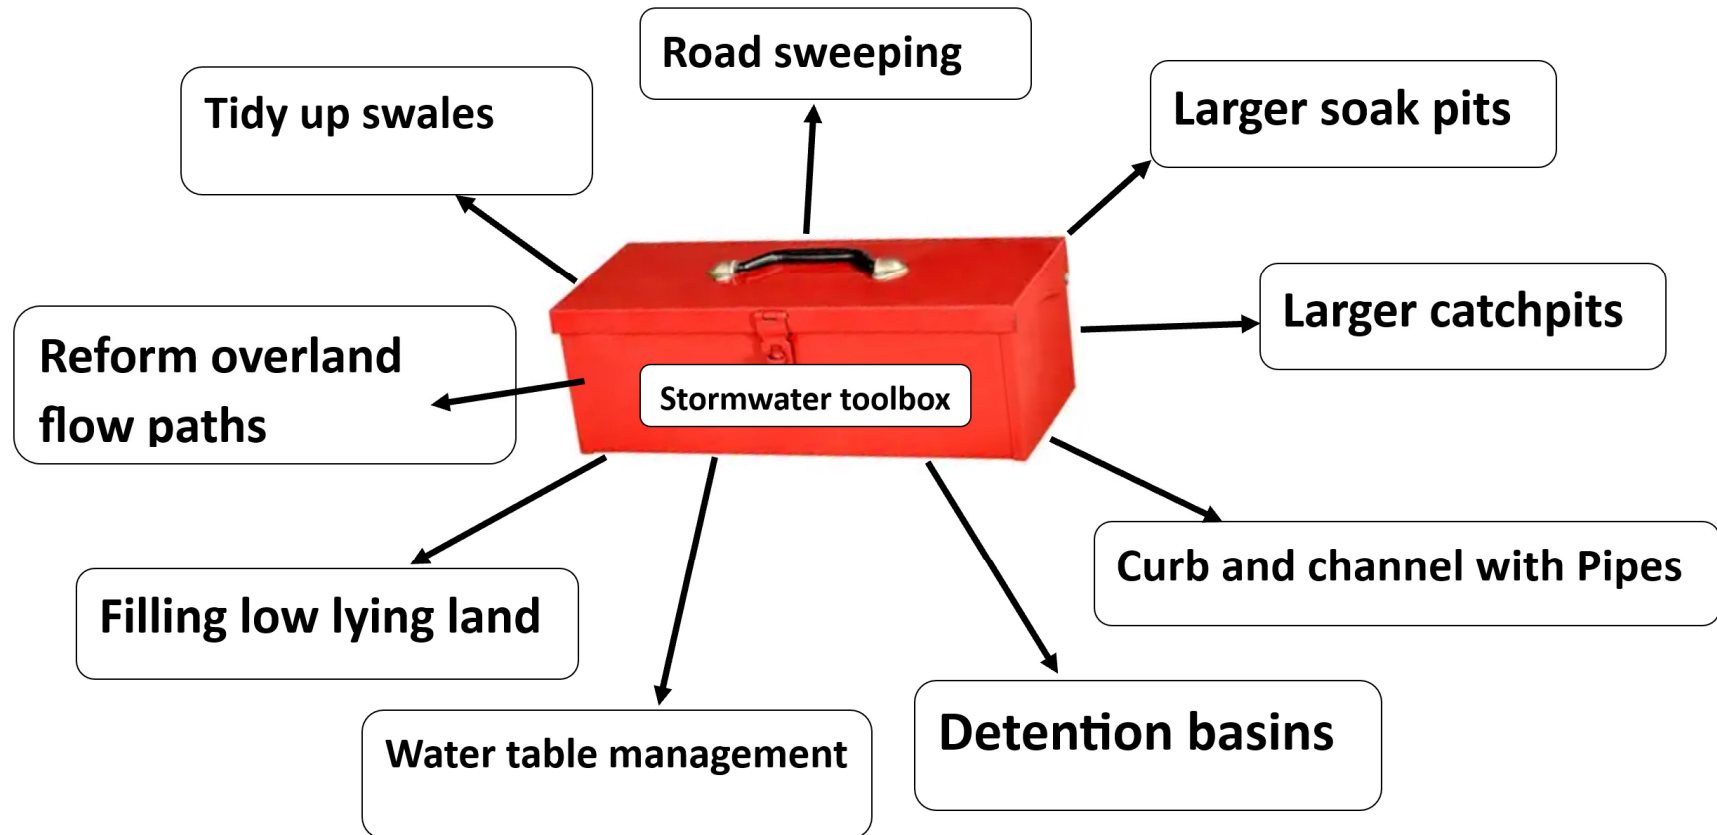 Road sweeping
Tidy up swales
Larger soak pits
Larger catchpits
Reform overland
flow paths
Stormwater toolbox
Curb and channel with Pipes
Filling low lying land
Detention basins
Water table management